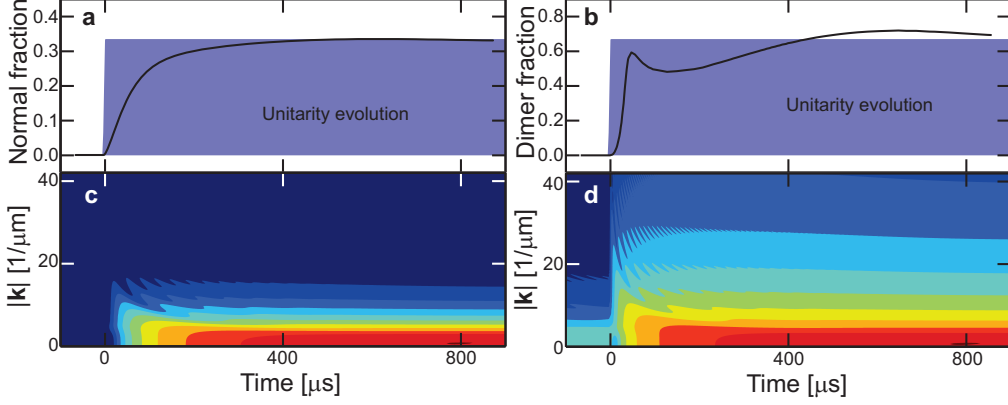 a
b
0.4
0.3
0.2
0.1
0.0
Normal fraction
Unitarity evolution
0.8
0.6
0.4
0.2
0.0
Dimer fraction
Unitarity evolution
c
d
40
20
0
|k| [1/μm]
40
20
0
|k| [1/μm]
0
400
800
Time [μs]
0
400
800
Time [μs]